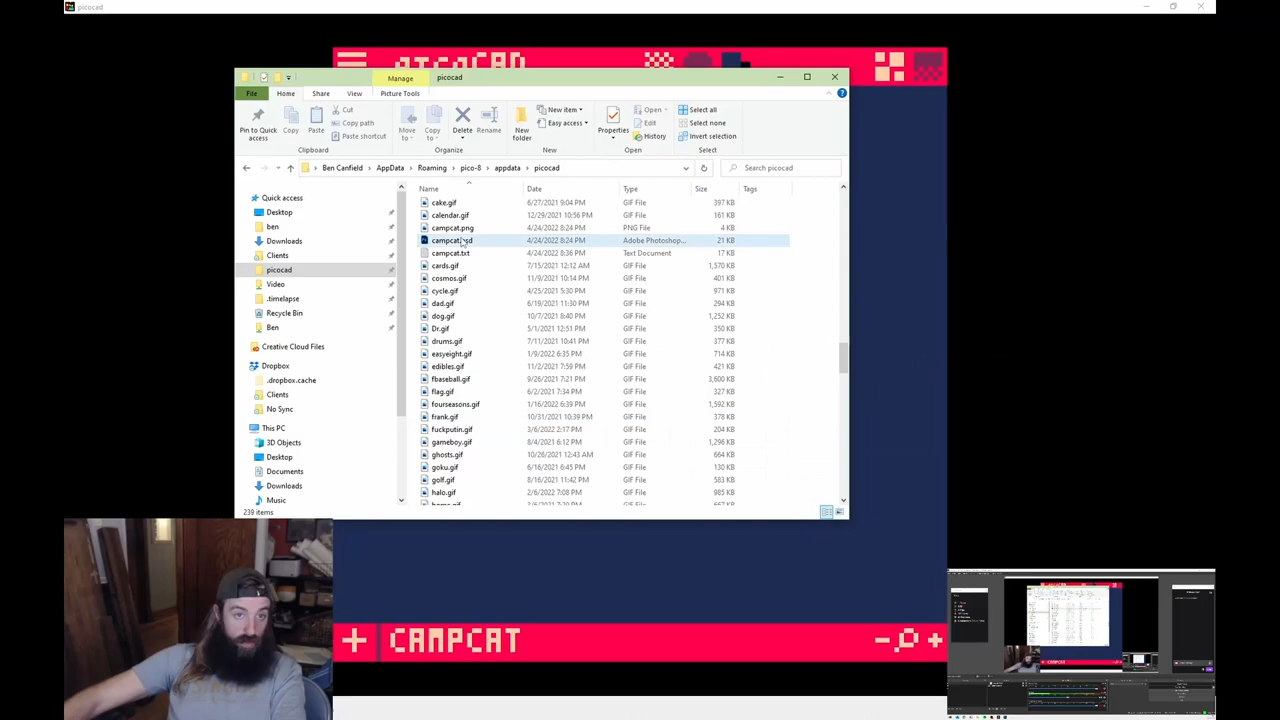 picocad
picoCAD
Manage
picocad
File
Home
Share
View
Picture Tools
Pin to Quick access
Copy
Paste
Cut
Copy path
Paste shortcut
Clipboard
Move to
Copy to
Delete
Rename
Organize
New folder
New item
Easy access
New
Properties
Open
Edit
History
Open
Select all
Select none
Invert selection
Select
Ben Canfield > AppData > Roaming > pico-8 > appdata > picocad
Search picocad
Name Date Type Size Tags
cake.gif 6/27/2021 9:04 PM GIF File 397 KB
calendar.gif 12/29/2021 10:56 PM GIF File 161 KB
campcat.png 4/24/2022 8:24 PM PNG File 4 KB
campcat.psd 4/24/2022 8:24 PM Adobe Photoshop... 21 KB
campcat.txt 4/24/2022 8:36 PM Text Document 17 KB
cards.gif 7/15/2021 12:12 AM GIF File 1,570 KB
cosmos.gif 11/9/2021 10:14 PM GIF File 401 KB
cycle.gif 4/25/2021 5:30 PM GIF File 971 KB
dad.gif 6/19/2021 11:30 PM GIF File 294 KB
dog.gif 10/7/2021 8:40 PM GIF File 1,252 KB
Dr.gif 5/1/2021 12:51 PM GIF File 350 KB
drums.gif 7/11/2021 10:41 PM GIF File 377 KB
easyeight.gif 1/9/2022 6:35 PM GIF File 714 KB
edibles.gif 11/2/2021 7:59 PM GIF File 421 KB
fbaseball.gif 9/26/2021 7:21 PM GIF File 3,600 KB
flag.gif 6/2/2021 7:34 PM GIF File 327 KB
fourseasons.gif 1/16/2022 6:39 PM GIF File 1,592 KB
frank.gif 10/31/2021 10:39 PM GIF File 378 KB
fuckputin.gif 3/6/2022 2:17 PM GIF File 204 KB
gameboy.gif 8/4/2021 6:12 PM GIF File 1,296 KB
ghosts.gif 10/26/2021 12:43 AM GIF File 664 KB
goku.gif 6/16/2021 6:45 PM GIF File 130 KB
golf.gif 8/16/2021 11:42 PM GIF File 583 KB
halo.gif 2/6/2022 7:08 PM GIF File 985 KB
Quick access
Desktop
ben
Downloads
Clients
picocad
Video
.timelapse
Recycle Bin
Ben
Creative Cloud Files
Dropbox
.dropbox.cache
Clients
No Sync
This PC
3D Objects
Desktop
Documents
Downloads
Music
239 items
CAMPCAT